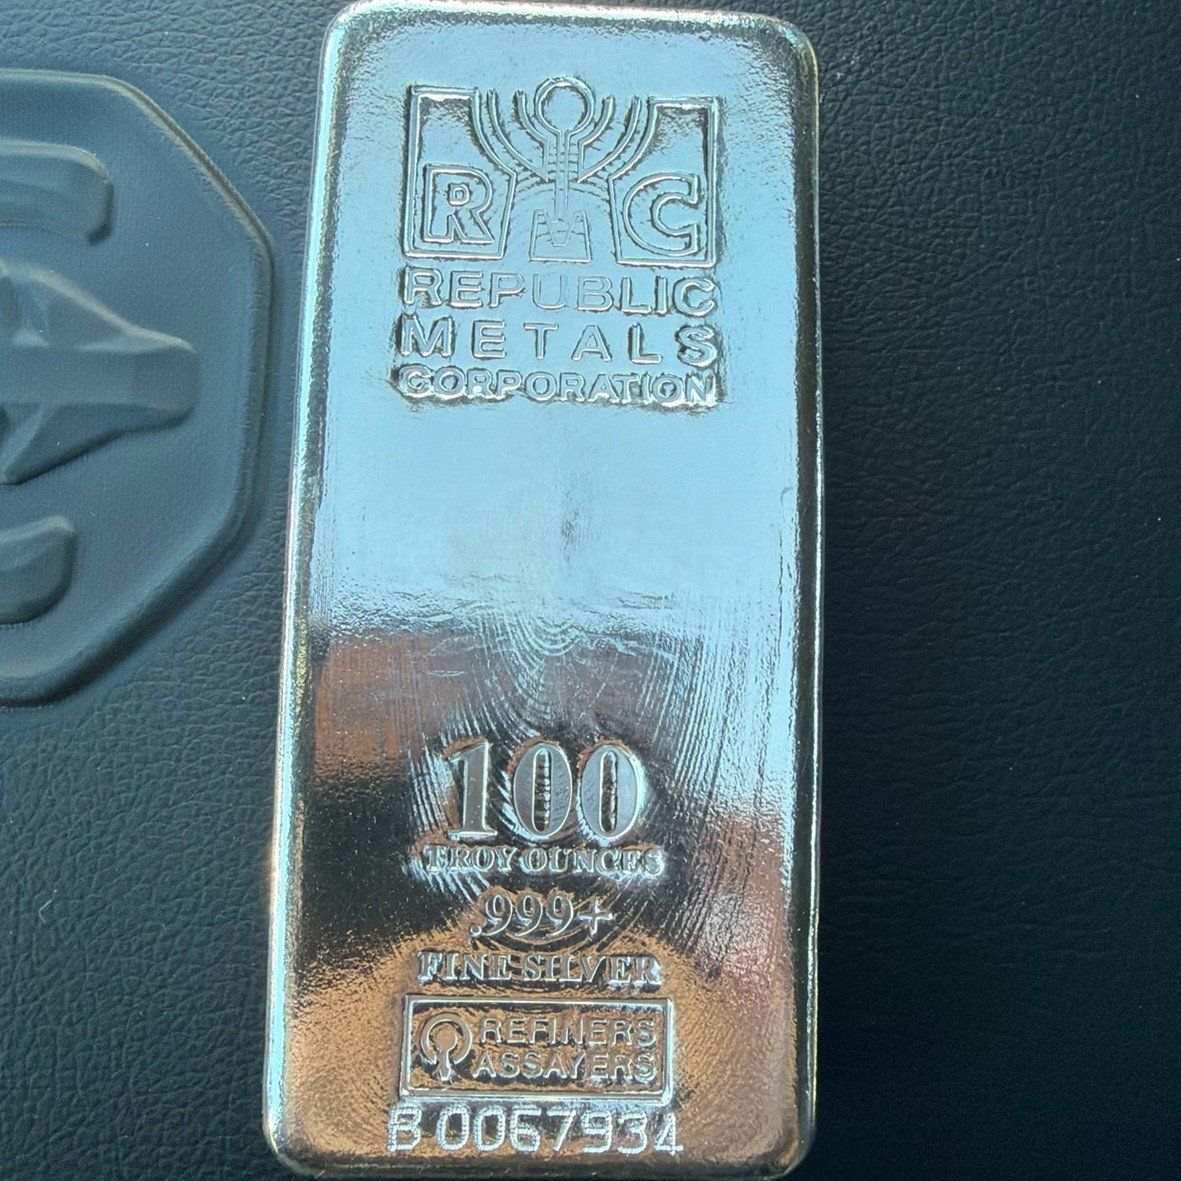 R C
REPUBLIC
METALS
CORPORATION
100
TROY OUNCES
.999+
FINE SILVER
REFINERS
ASSAYERS
B 0067934